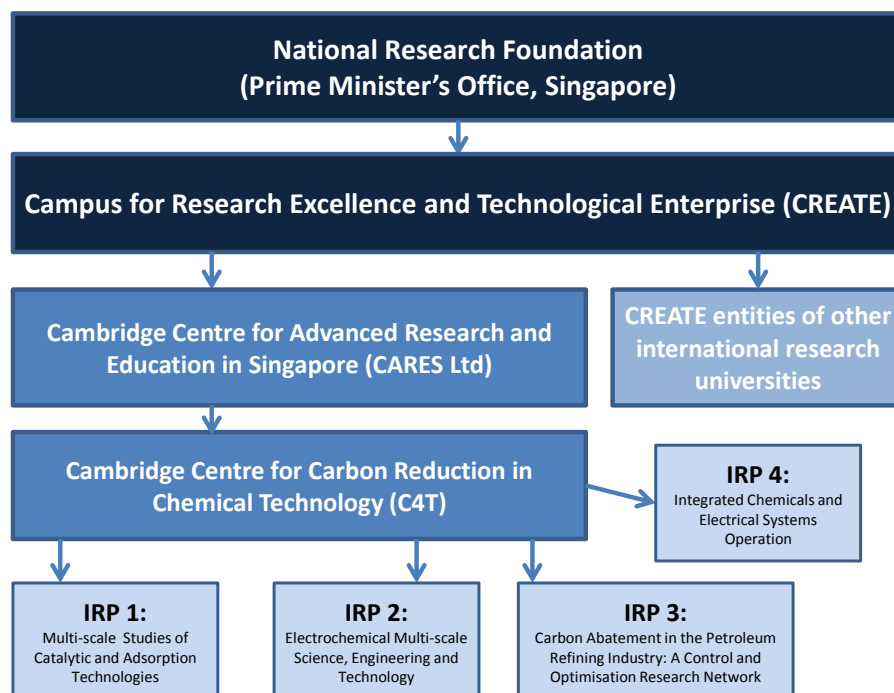 National Research Foundation
(Prime Minister's Office, Singapore)
Campus for Research Excellence and Technological Enterprise (CREATE)
Cambridge Centre for Advanced Research and
Education in Singapore (CARES Ltd)
CREATE entities of other
international research
universities
Cambridge Centre for Carbon Reduction in
Chemical Technology (C4T)
IRP 4:
Integrated Chemicals and
Electrical Systems
Operation
IRP 1:
Multi-scale Studies of
Catalytic and Adsorption
Technologies
IRP 2:
Electrochemical Multi-scale
Science, Engineering and
Technology
IRP 3:
Carbon Abatement in the Petroleum
Refining Industry: A Control and
Optimisation Research Network